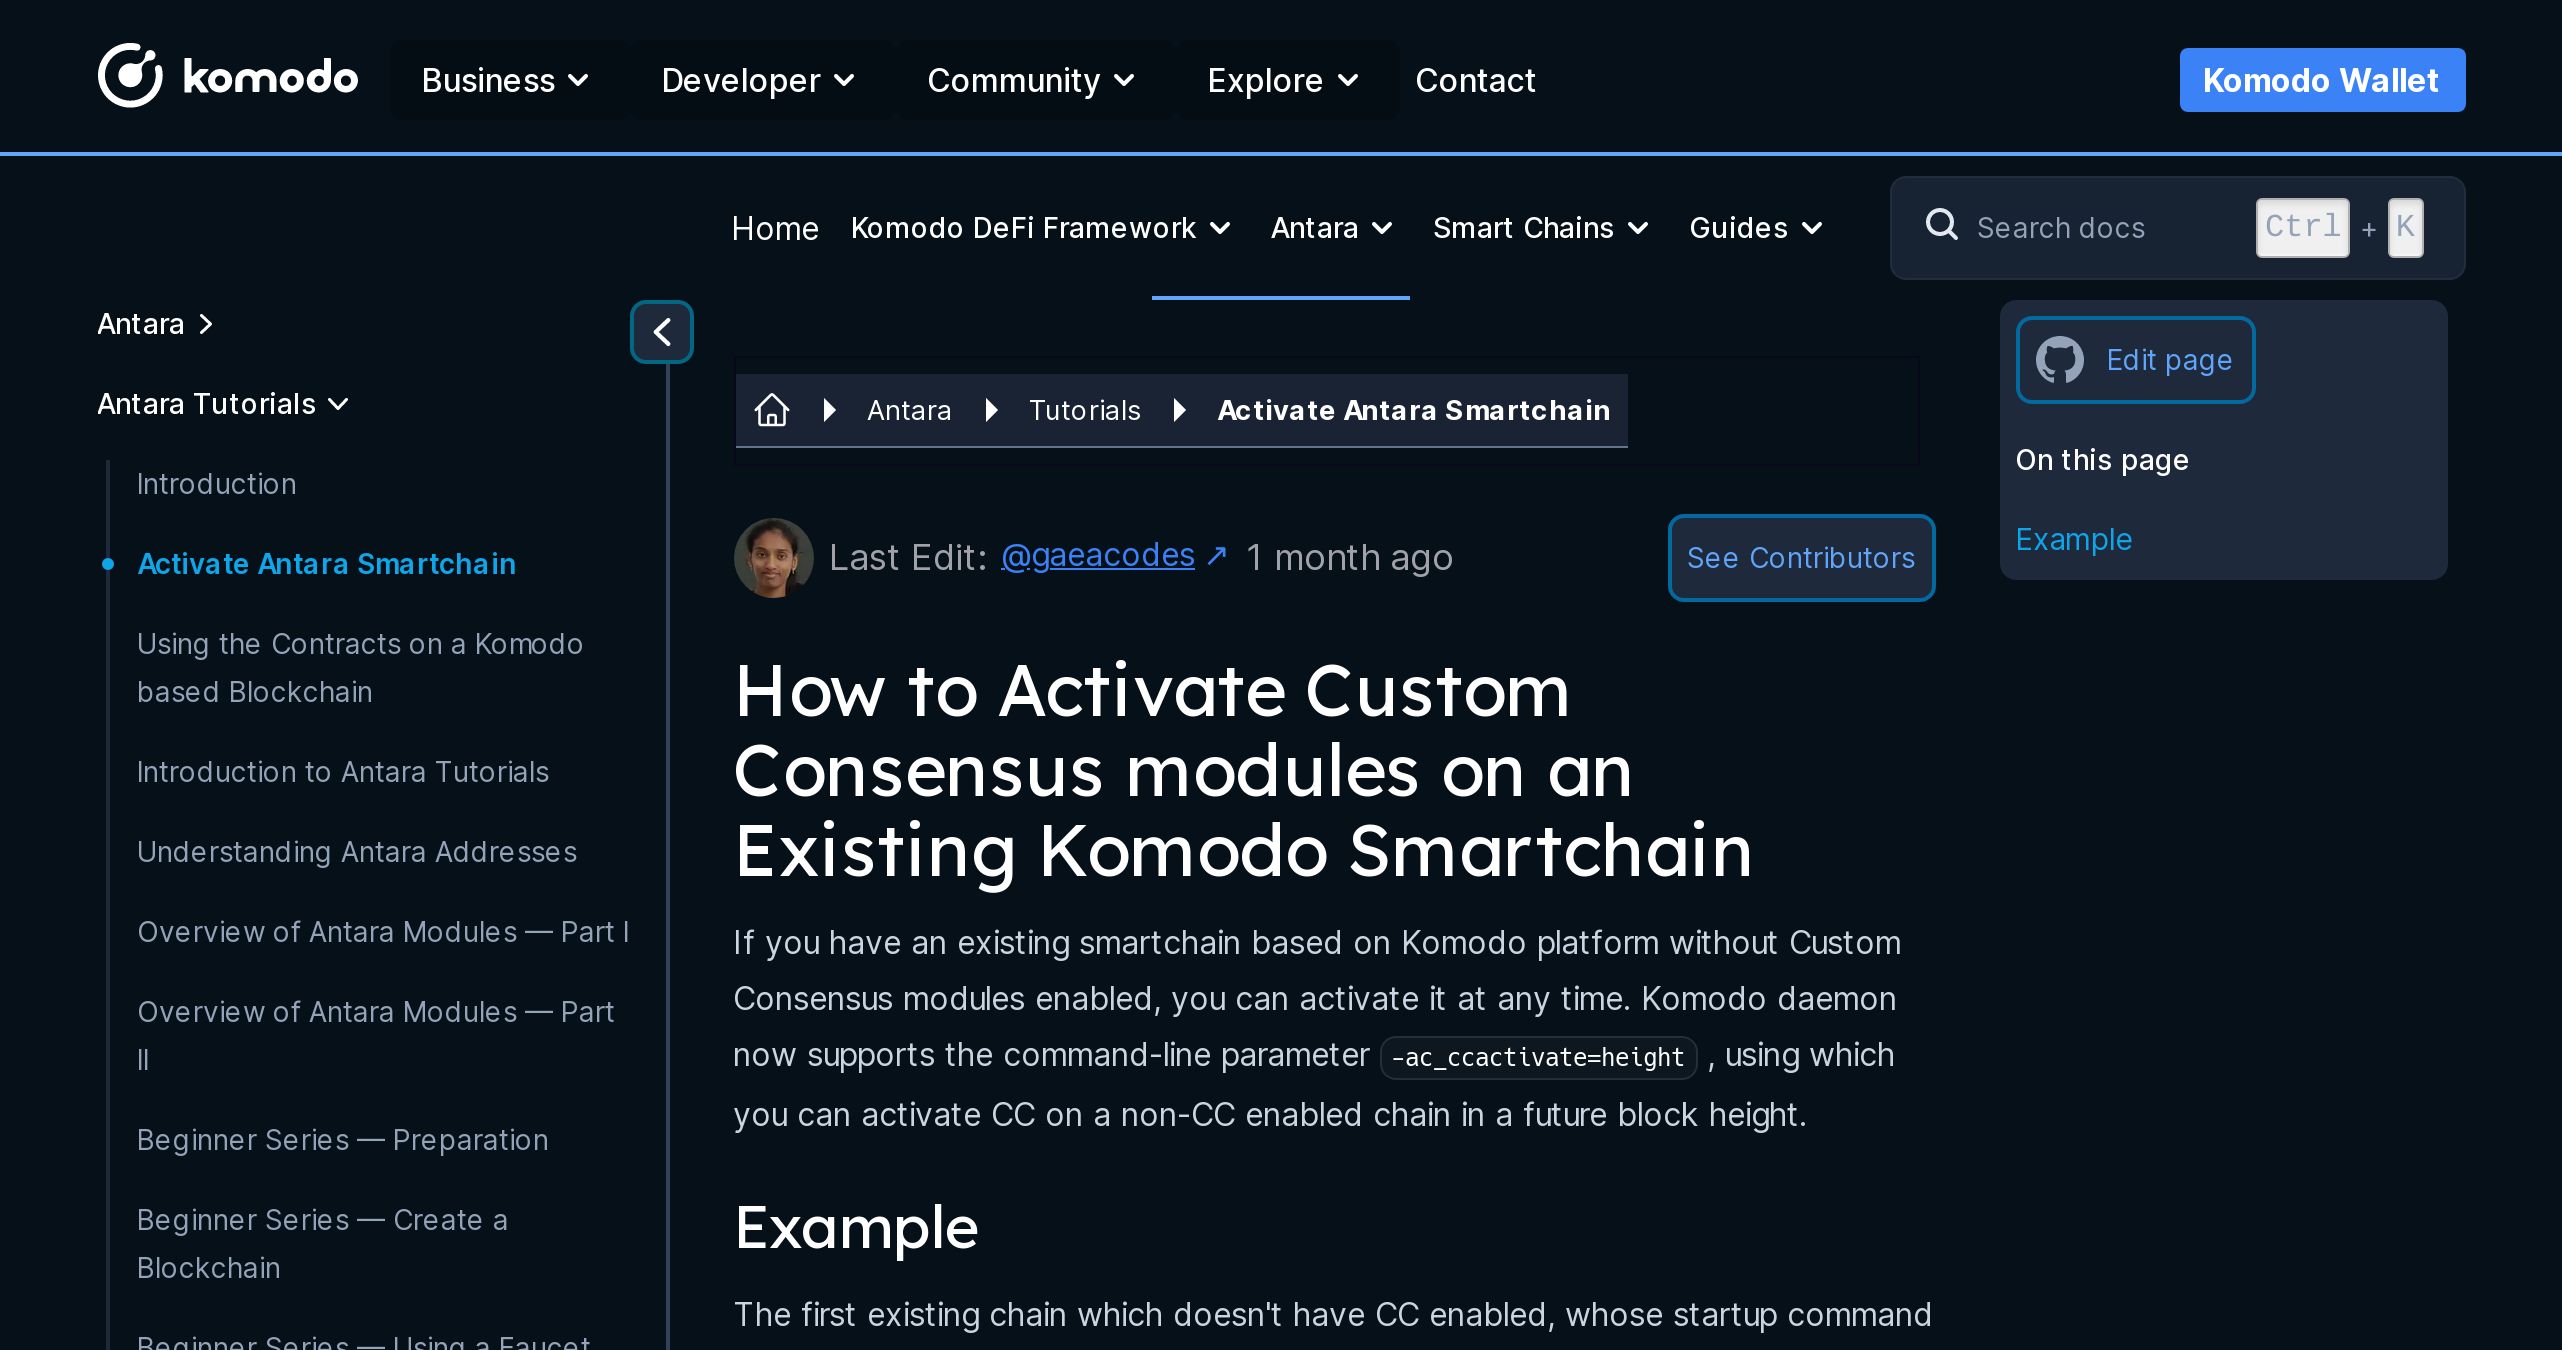 komodo
Business
Developer
Community
Explore
Contact
Komodo Wallet
Home
Komodo DeFi Framework
Antara
Smart Chains
Guides
Search docs
Ctrl + K
Antara
Antara Tutorials
Introduction
Activate Antara Smartchain
Using the Contracts on a Komodo
based Blockchain
Introduction to Antara Tutorials
Understanding Antara Addresses
Overview of Antara Modules — Part I
Overview of Antara Modules — Part
II
Beginner Series — Preparation
Beginner Series — Create a
Blockchain
Beginner Series — Using a Faucet
Antara Tutorials Activate Antara Smartchain
Last Edit: @gaeacodes ↗ 1 month ago
See Contributors
How to Activate Custom
Consensus modules on an
Existing Komodo Smartchain
If you have an existing smartchain based on Komodo platform without Custom
Consensus modules enabled, you can activate it at any time. Komodo daemon
now supports the command-line parameter -ac_ccactivate=height , using which
you can activate CC on a non-CC enabled chain in a future block height.
Example
The first existing chain which doesn't have CC enabled, whose startup command
Edit page
On this page
Example